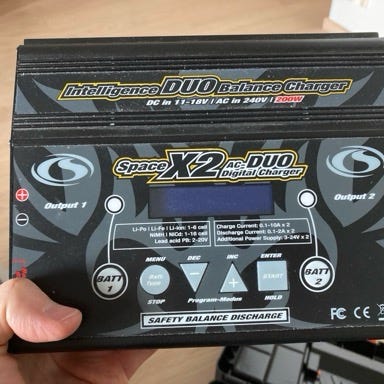 Intelligence DUO Balance Charger
DC in 11-18V | AC in 240V | 200W
Space X2 AC-DUO
Digital Charger
Output 1
Output 2
Li-Po | Li-Fe | Li-Ion: 1-6 cell
NiMH | NiCd: 1-16 cell
Lead acid PB: 2-20V
Charge Current: 0.1-10A x 2
Discharge Current: 0.1-2A x 2
Additional Power Supply: 3-24V x 2
MENU
DEC
INC
ENTER
BATT 1
Batt. Type
START
BATT 2
STOP
Program-Modus
HOLD
SAFETY BALANCE DISCHARGE
FC CE